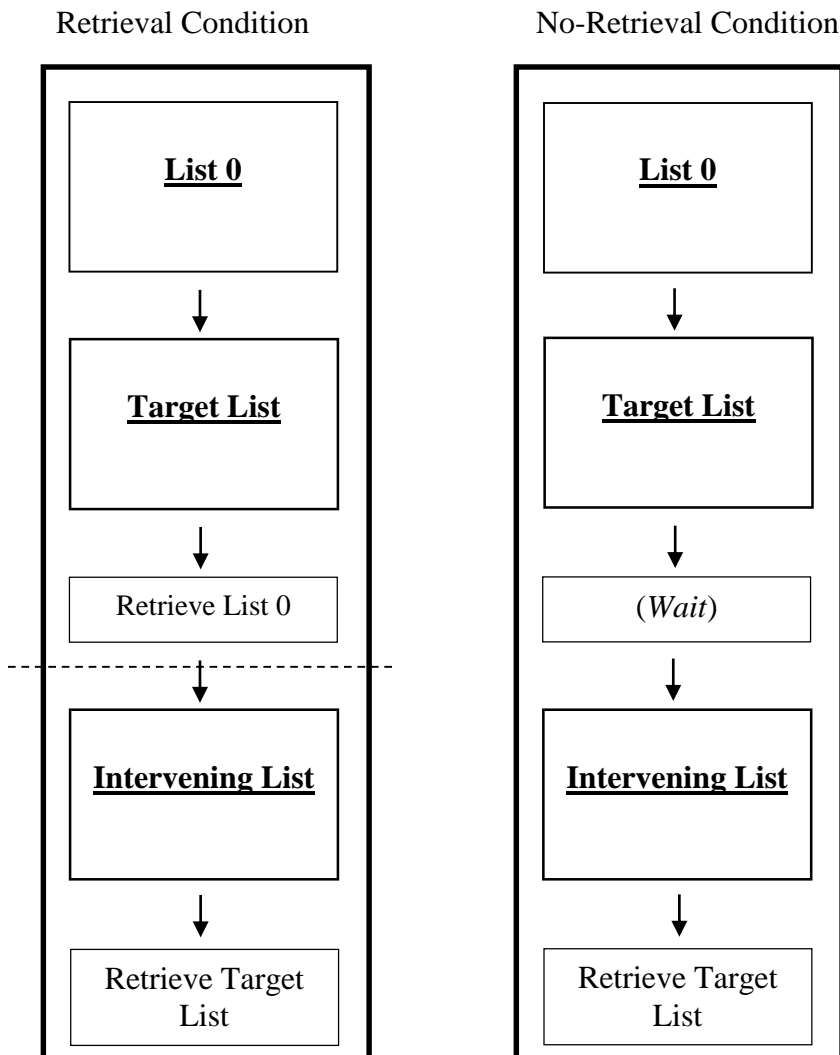 Retrieval Condition
List 0
Target List
Retrieve List 0
Intervening List
Retrieve Target
List
No-Retrieval Condition
List 0
Target List
(Wait)
Intervening List
Retrieve Target
List